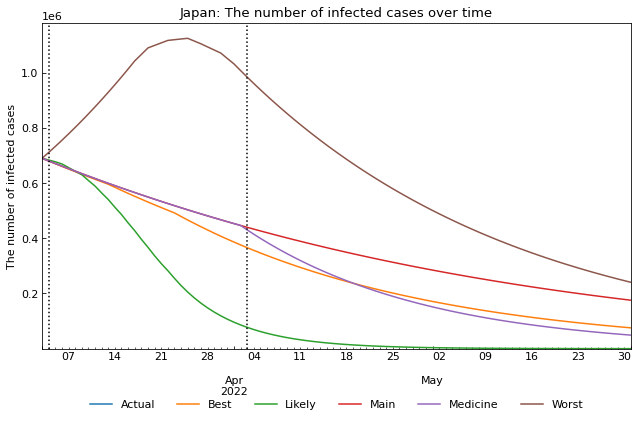 Japan: The number of infected cases over time
1e6
1.0
0.8
0.6
0.4
0.2
The number of infected cases
07 14 21 28 04 11 18 25 02 09 16 23 30
Apr May
2022
Actual Best Likely Main Medicine Worst